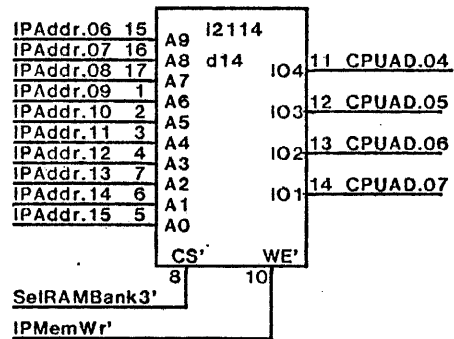 IPAddr.06 15 A9 I2114
IPAddr.07 16 A8 d14 IO4 11 CPUAD.04
IPAddr.08 17 A7
IPAddr.09 1 A6 IO3 12 CPUAD.05
IPAddr.10 2 A5
IPAddr.11 3 A4 IO2 13 CPUAD.06
IPAddr.12 4 A3
IPAddr.13 7 A2 IO1 14 CPUAD.07
IPAddr.14 6 A1
IPAddr.15 5 A0
CS' WE'
8 10
SelRAMBank3'
IPMemWr'